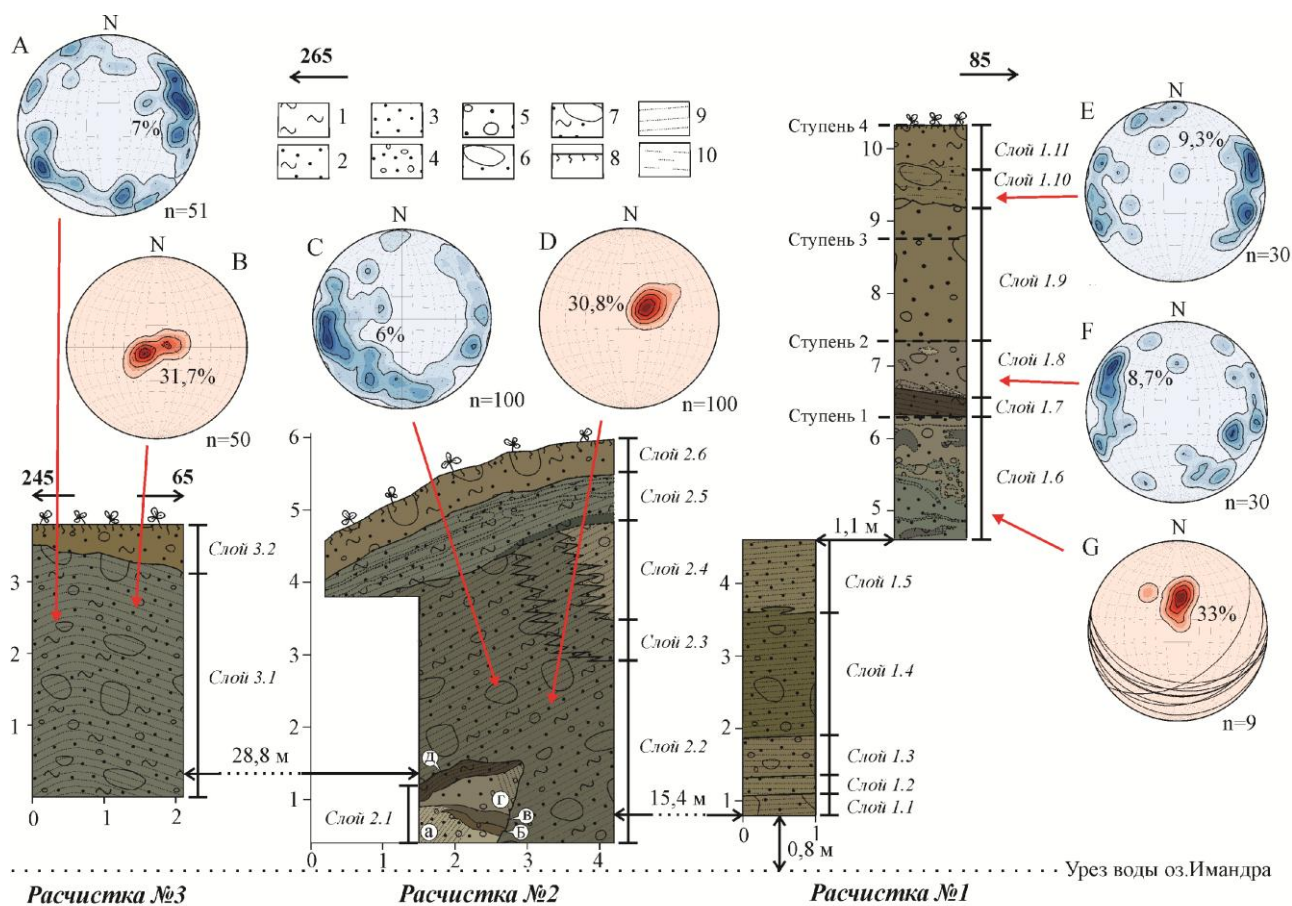 A
N
7%
n=51
N
B
31,7%
n=50
265
1
3
5
7
9
2
4
6
8
10
C
N
6%
n=100
D
N
30,8%
n=100
85
Ступень 4
10
Слой 1.11
Слой 1.10
9
Ступень 3
8
Слой 1.9
Ступень 2
7
Слой 1.8
Слой 1.7
Ступень 1
6
Слой 1.6
5
E
N
9,3%
n=30
F
N
8,7%
n=30
G
N
33%
n=9
245
65
Слой 3.2
3
2
Слой 3.1
1
0
1
2
28,8 м
6
5
4
3
2
1
Слой 2.6
Слой 2.5
Слой 2.4
Слой 2.3
Слой 2.2
Слой 2.1
д
г
в
Б
а
0
1
2
3
4
15,4 м
1,1 м
4
3
2
1
Слой 1.5
Слой 1.4
Слой 1.3
Слой 1.2
Слой 1.1
0
1
0,8 м
Урез воды оз.Имандра
Расчистка №3
Расчистка №2
Расчистка №1